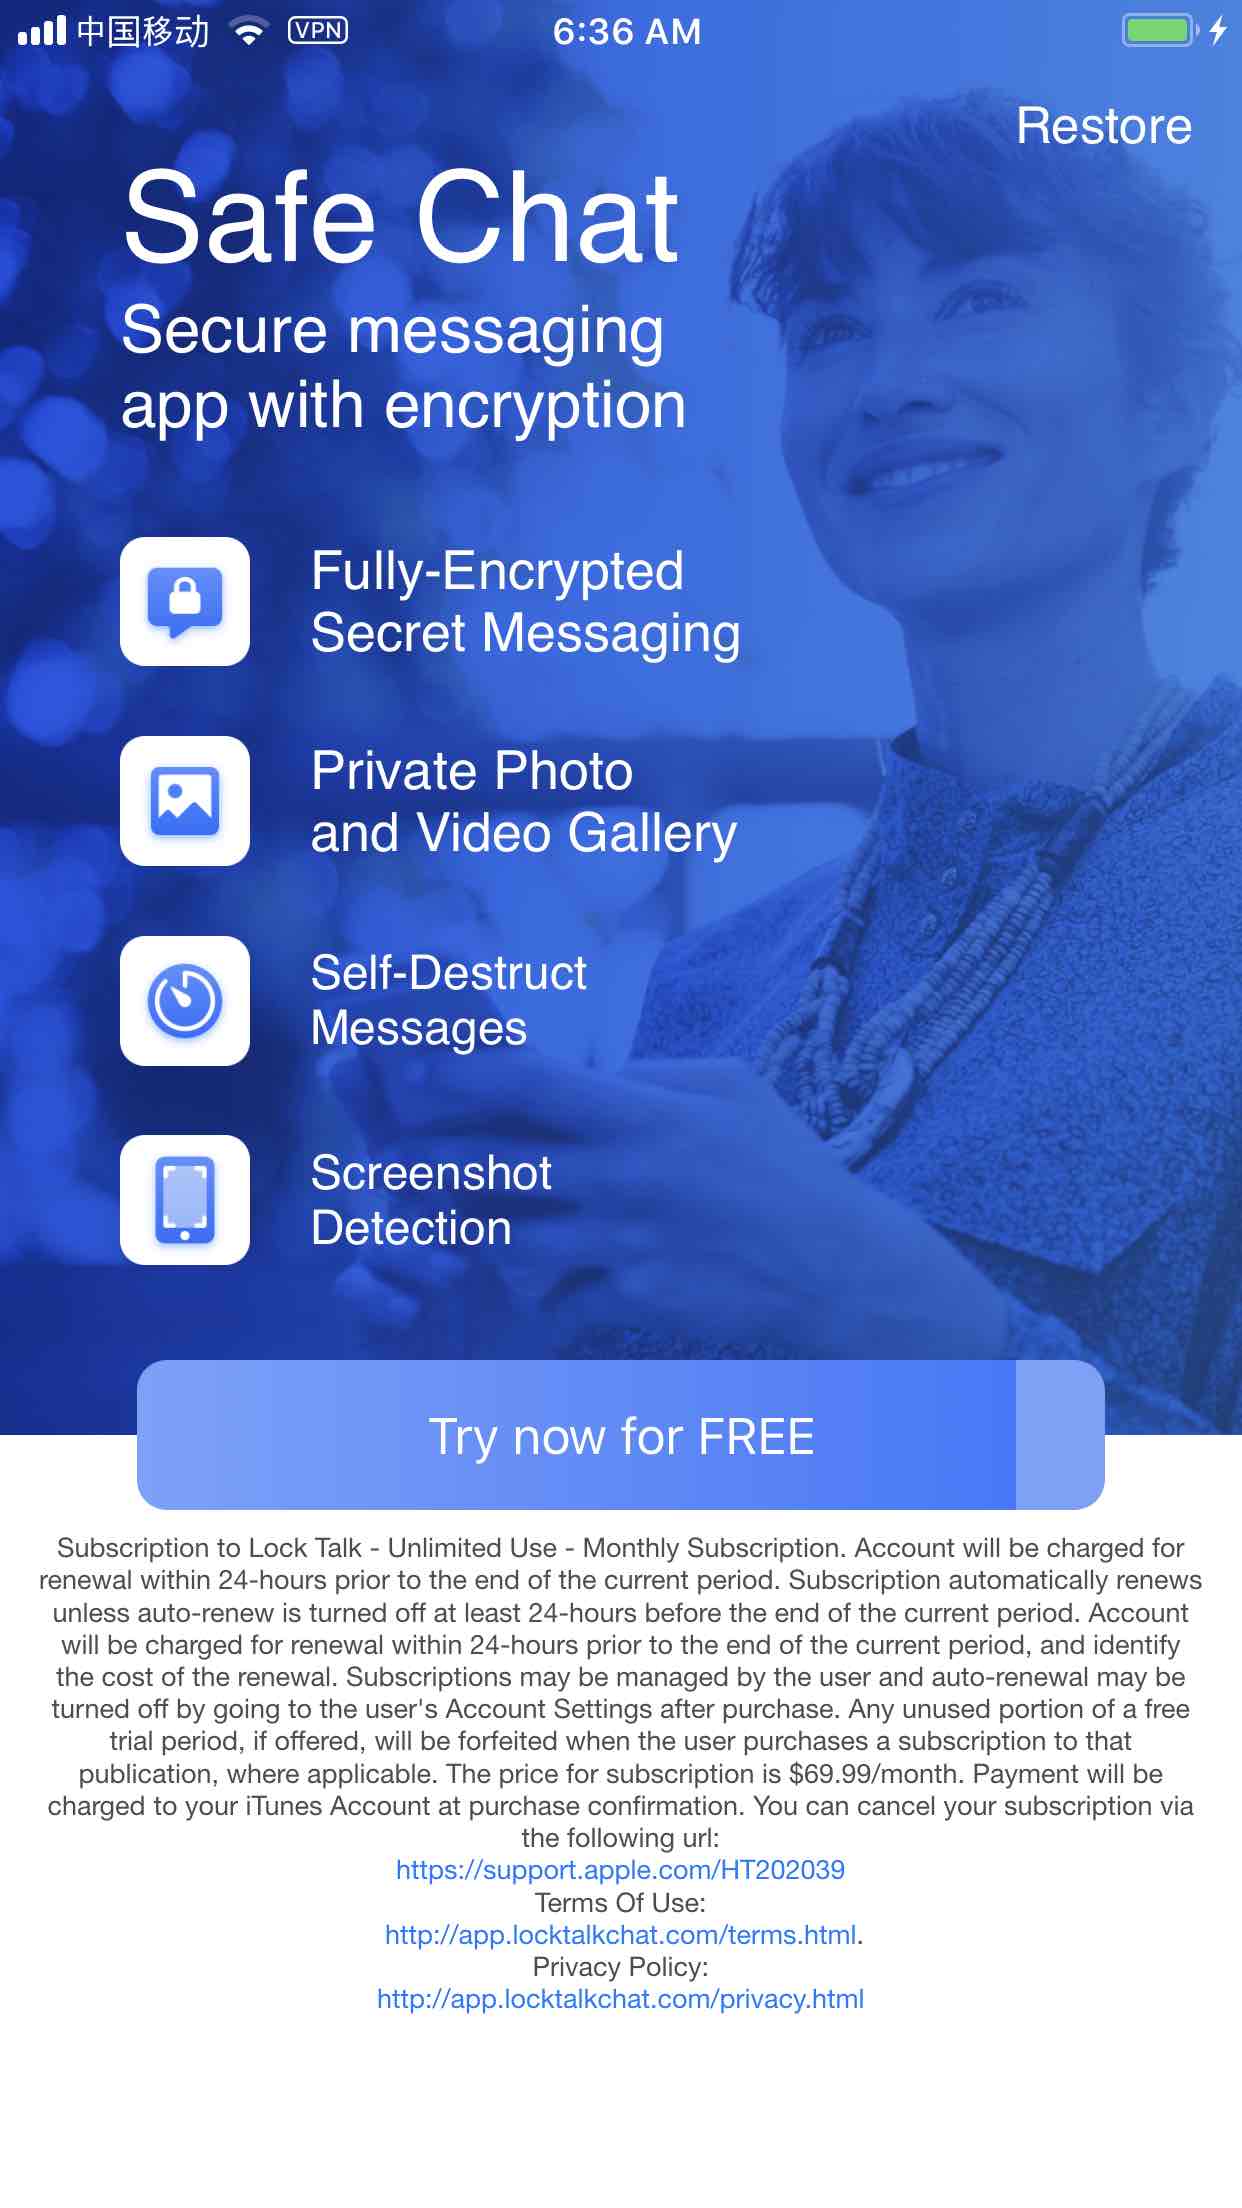 中国移动 VPN 6:36 AM
Restore
Safe Chat
Secure messaging
app with encryption
Fully-Encrypted
Secret Messaging
Private Photo
and Video Gallery
Self-Destruct
Messages
Screenshot
Detection
Try now for FREE
Subscription to Lock Talk - Unlimited Use - Monthly Subscription. Account will be charged for
renewal within 24-hours prior to the end of the current period. Subscription automatically renews
unless auto-renew is turned off at least 24-hours before the end of the current period. Account
will be charged for renewal within 24-hours prior to the end of the current period, and identify
the cost of the renewal. Subscriptions may be managed by the user and auto-renewal may be
turned off by going to the user's Account Settings after purchase. Any unused portion of a free
trial period, if offered, will be forfeited when the user purchases a subscription to that
publication, where applicable. The price for subscription is $69.99/month. Payment will be
charged to your iTunes Account at purchase confirmation. You can cancel your subscription via
the following url:
https://support.apple.com/HT202039
Terms Of Use:
http://app.locktalkchat.com/terms.html.
Privacy Policy:
http://app.locktalkchat.com/privacy.html